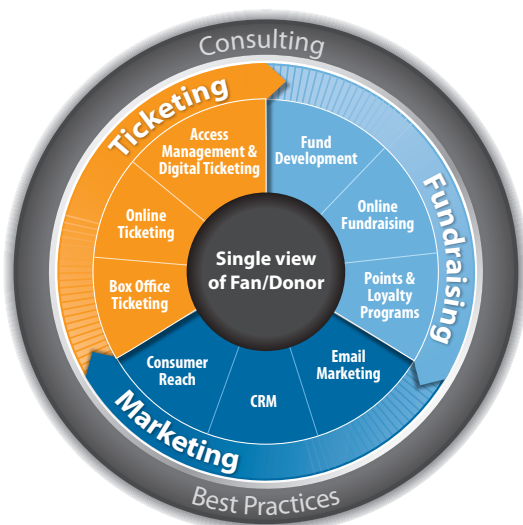 Consulting
Ticketing
Access
Management &
Digital Ticketing
Online
Ticketing
Box Office
Ticketing
Fundraising
Fund
Development
Online
Fundraising
Points &
Loyalty
Programs
Single view
of Fan/Donor
Marketing
Consumer
Reach
CRM
Email
Marketing
Best Practices